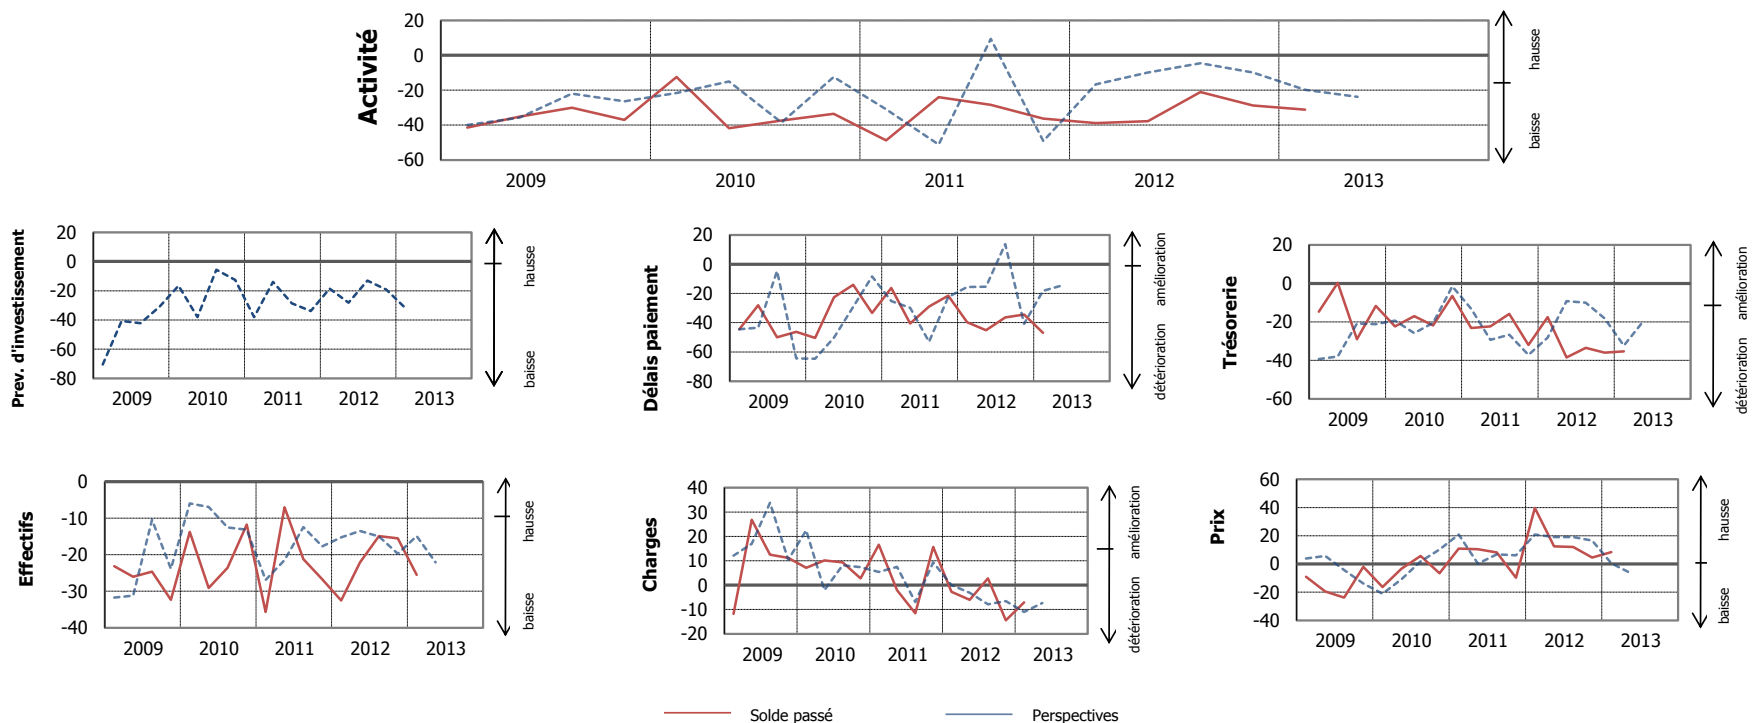 Activité
20
0
-20
-40
-60
2009 2010 2011 2012 2013
hausse
baisse
Prev. d'investissement
20
0
-20
-40
-60
-80
2009 2010 2011 2012 2013
hausse
baisse
Délais paiement
20
0
-20
-40
-60
-80
2009 2010 2011 2012 2013
amélioration
détérioration
Trésorerie
20
0
-20
-40
-60
2009 2010 2011 2012 2013
amélioration
détérioration
Effectifs
0
-10
-20
-30
-40
2009 2010 2011 2012 2013
hausse
baisse
Charges
40
30
20
10
0
-10
-20
2009 2010 2011 2012 2013
amélioration
détérioration
Prix
60
40
20
0
-20
-40
2009 2010 2011 2012 2013
hausse
baisse
Solde passé Perspectives